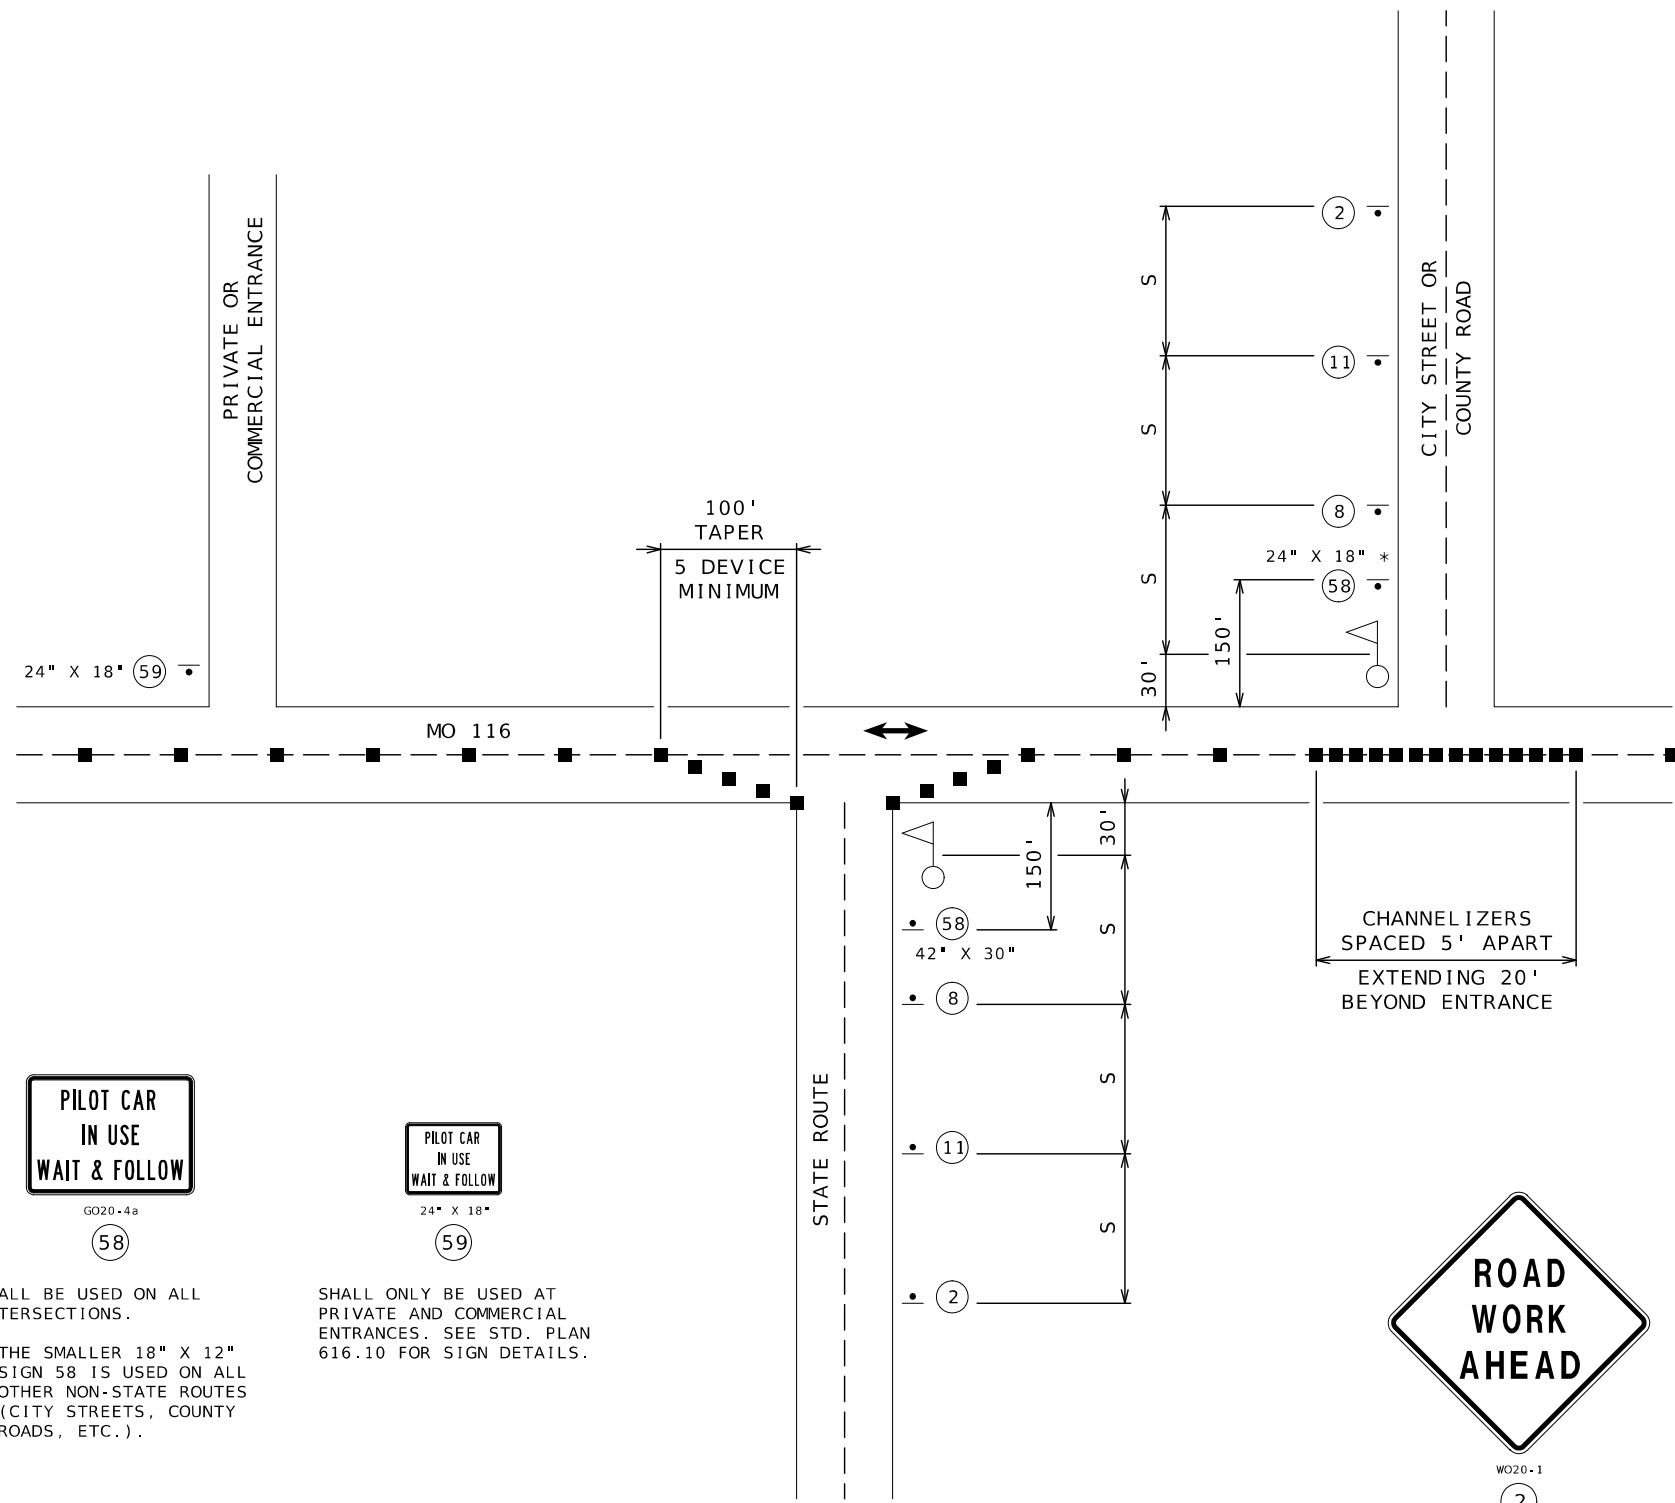 PRIVATE OR
COMMERCIAL ENTRANCE
CITY STREET OR
COUNTY ROAD
2
S
11
S
8
S
24" X 18" *
58
150'
30'
100'
TAPER
5 DEVICE
MINIMUM
24" X 18" 59
MO 116
30'
150'
58
42" X 30"
S
8
S
11
S
2
STATE ROUTE
CHANNELIZERS
SPACED 5' APART
EXTENDING 20'
BEYOND ENTRANCE
PILOT CAR
IN USE
WAIT & FOLLOW
GO20-4a
58
ALL BE USED ON ALL
TERSECTIONS.
THE SMALLER 18" X 12"
SIGN 58 IS USED ON ALL
OTHER NON-STATE ROUTES
(CITY STREETS, COUNTY
ROADS, ETC.).
PILOT CAR
IN USE
WAIT & FOLLOW
24" X 18"
59
SHALL ONLY BE USED AT
PRIVATE AND COMMERCIAL
ENTRANCES. SEE STD. PLAN
616.10 FOR SIGN DETAILS.
ROAD
WORK
AHEAD
WO20-1
2